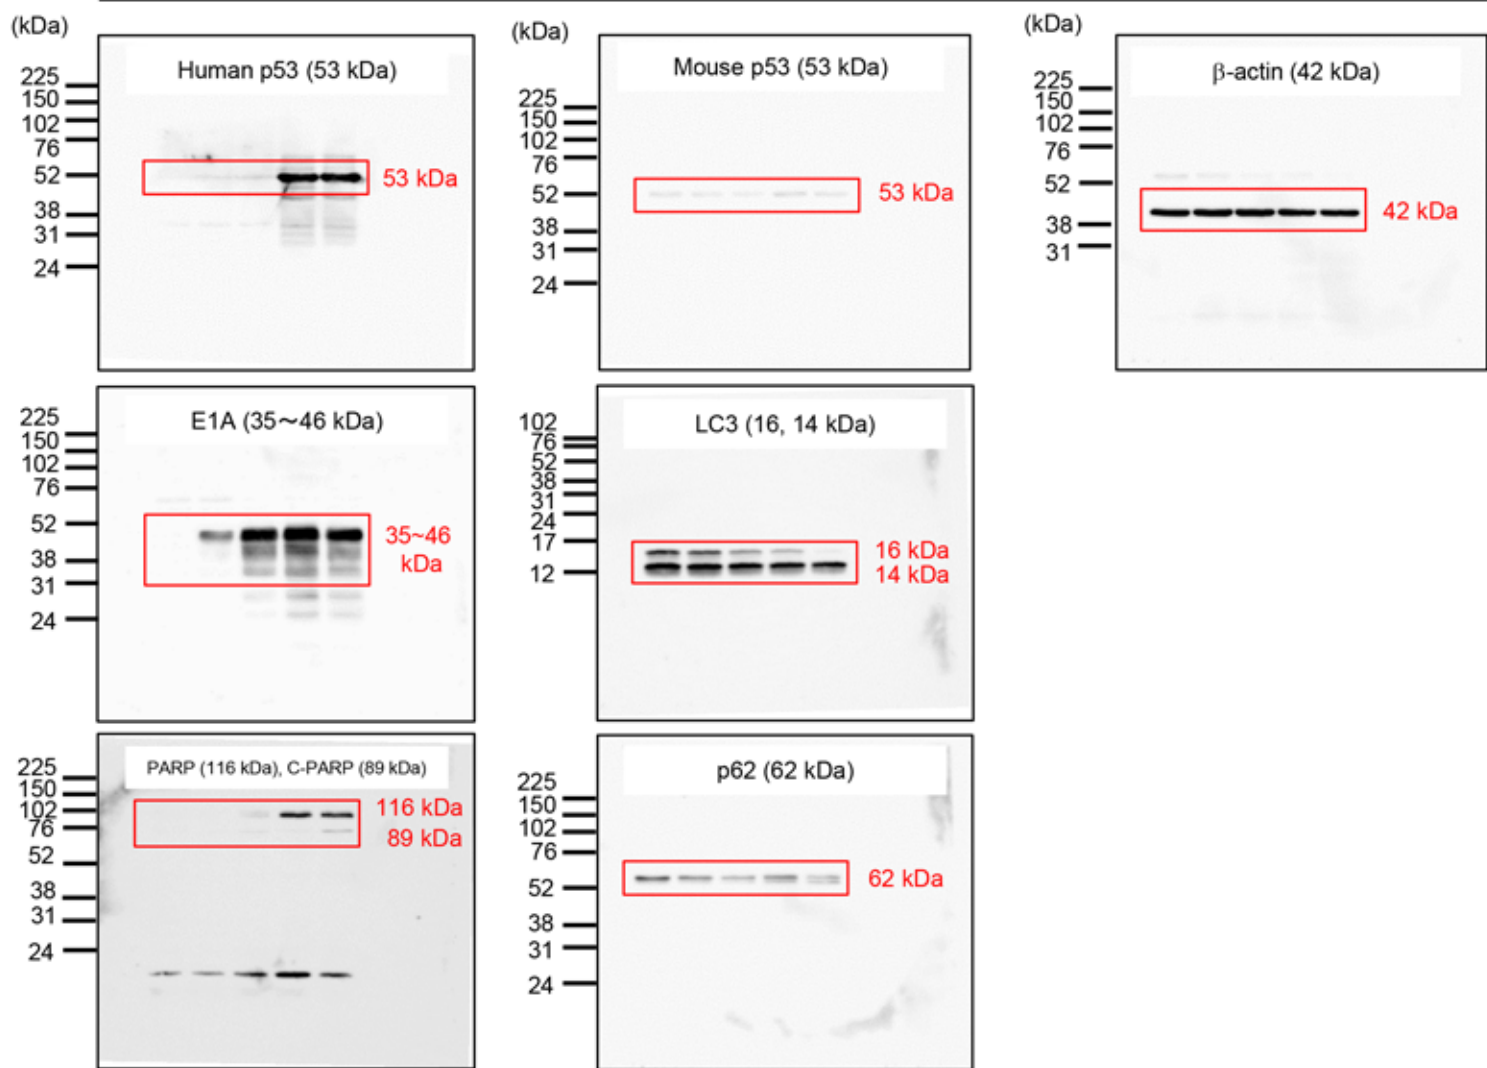 (kDa)
Human p53 (53 kDa)
225
150
102
76
52
38
31
24
53 kDa
(kDa)
Mouse p53 (53 kDa)
225
150
102
76
52
38
31
24
53 kDa
(kDa)
β-actin (42 kDa)
225
150
102
76
52
38
31
42 kDa
E1A (35~46 kDa)
225
150
102
76
52
38
31
24
35~46
kDa
LC3 (16, 14 kDa)
102
76
52
38
31
24
17
12
16 kDa
14 kDa
PARP (116 kDa), C-PARP (89 kDa)
225
150
102
76
52
38
31
24
116 kDa
89 kDa
p62 (62 kDa)
225
150
102
76
52
38
31
24
62 kDa